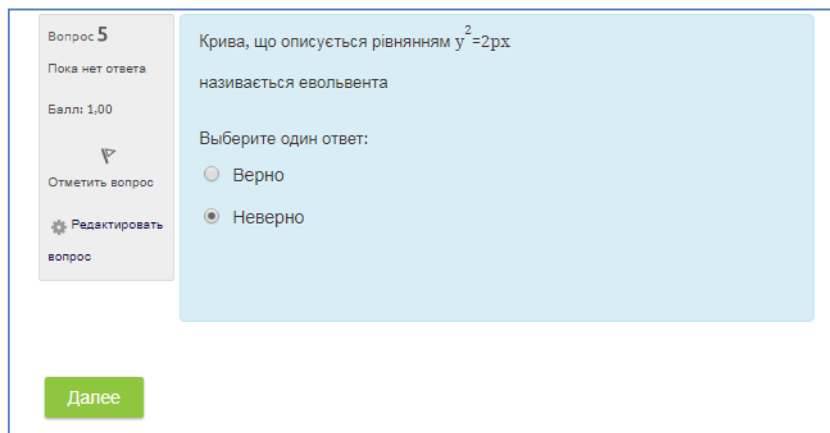 Вопрос 5
Пока нет ответа
Балл: 1,00
Отметить вопрос
Редактировать
вопрос
Крива, що описується рівнянням y²=2px
називається евольвента
Выберите один ответ:
Верно
Неверно
Далее